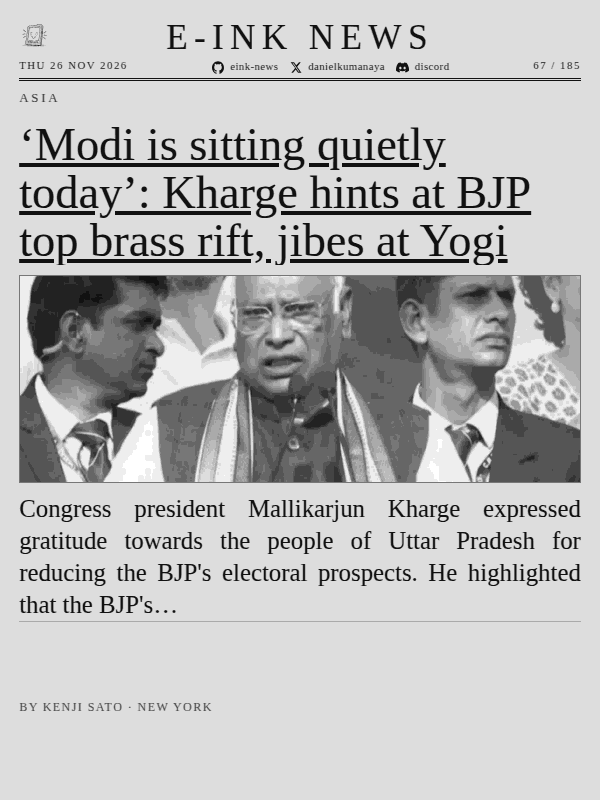 E-INK NEWS
THU 26 NOV 2026
eink-news danielkumanaya discord
67 / 185
ASIA
‘Modi is sitting quietly
today’: Kharge hints at BJP
top brass rift, jibes at Yogi
Congress president Mallikarjun Kharge expressed
gratitude towards the people of Uttar Pradesh for
reducing the BJP's electoral prospects. He highlighted
that the BJP's…
BY KENJI SATO · NEW YORK